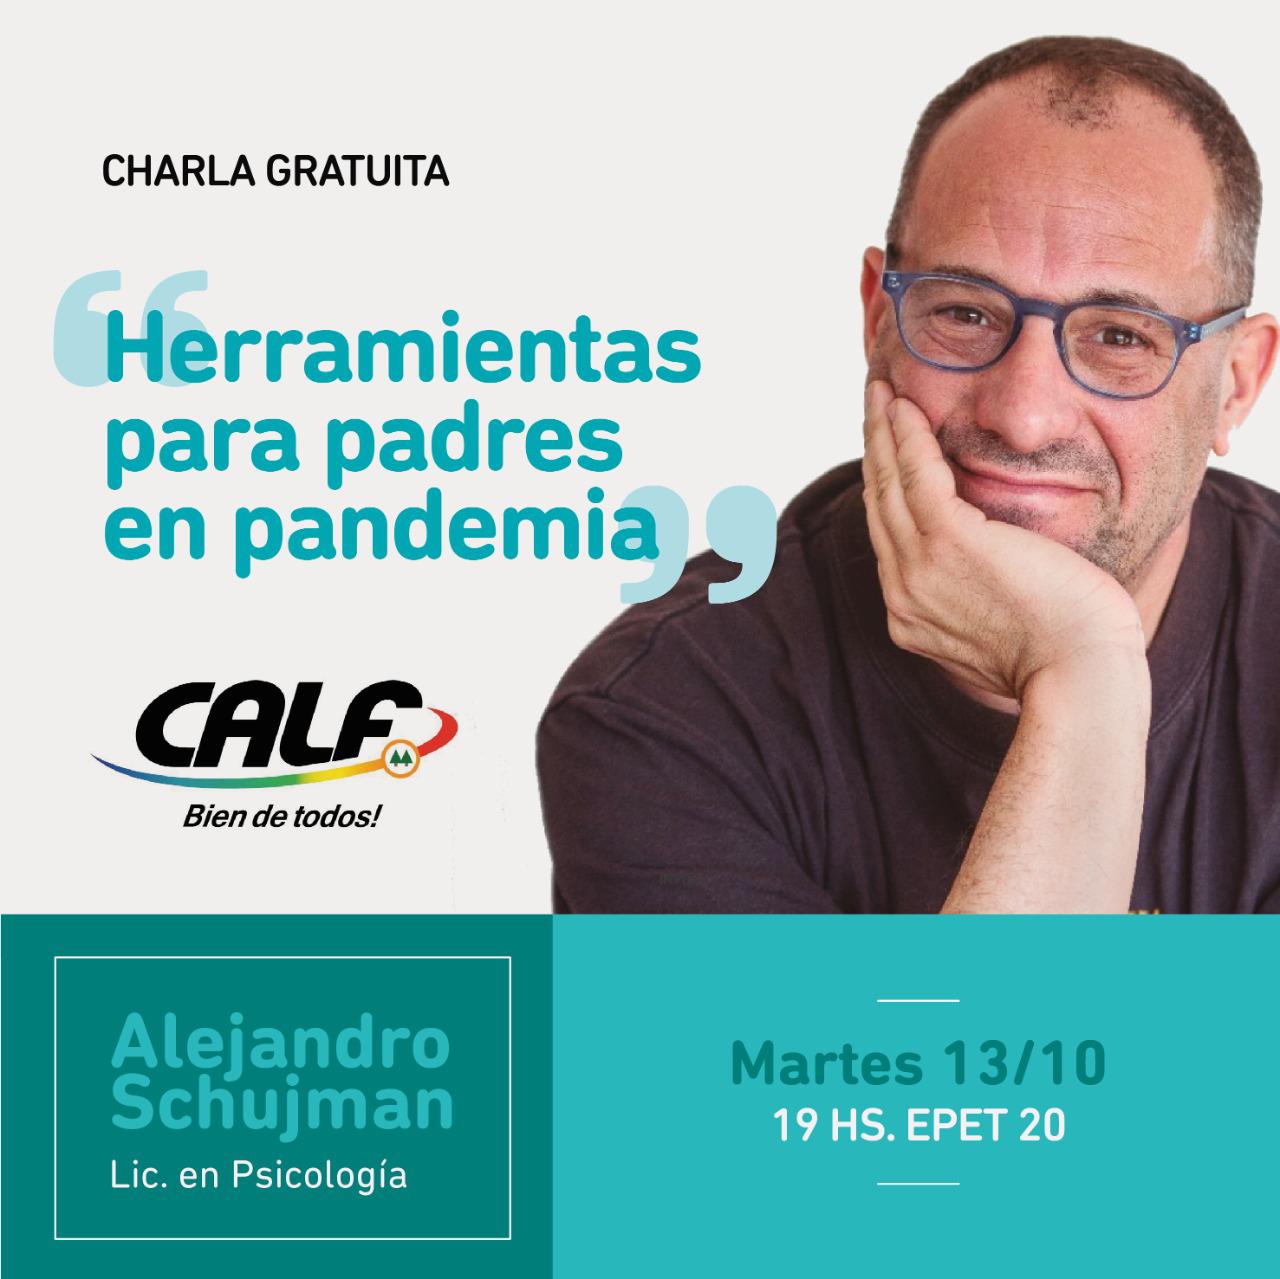 CHARLA GRATUITA
“Herramientas
para padres
en pandemia”
CALF
Bien de todos!
Alejandro
Schujman
Lic. en Psicología
Martes 13/10
19 HS. EPET 20